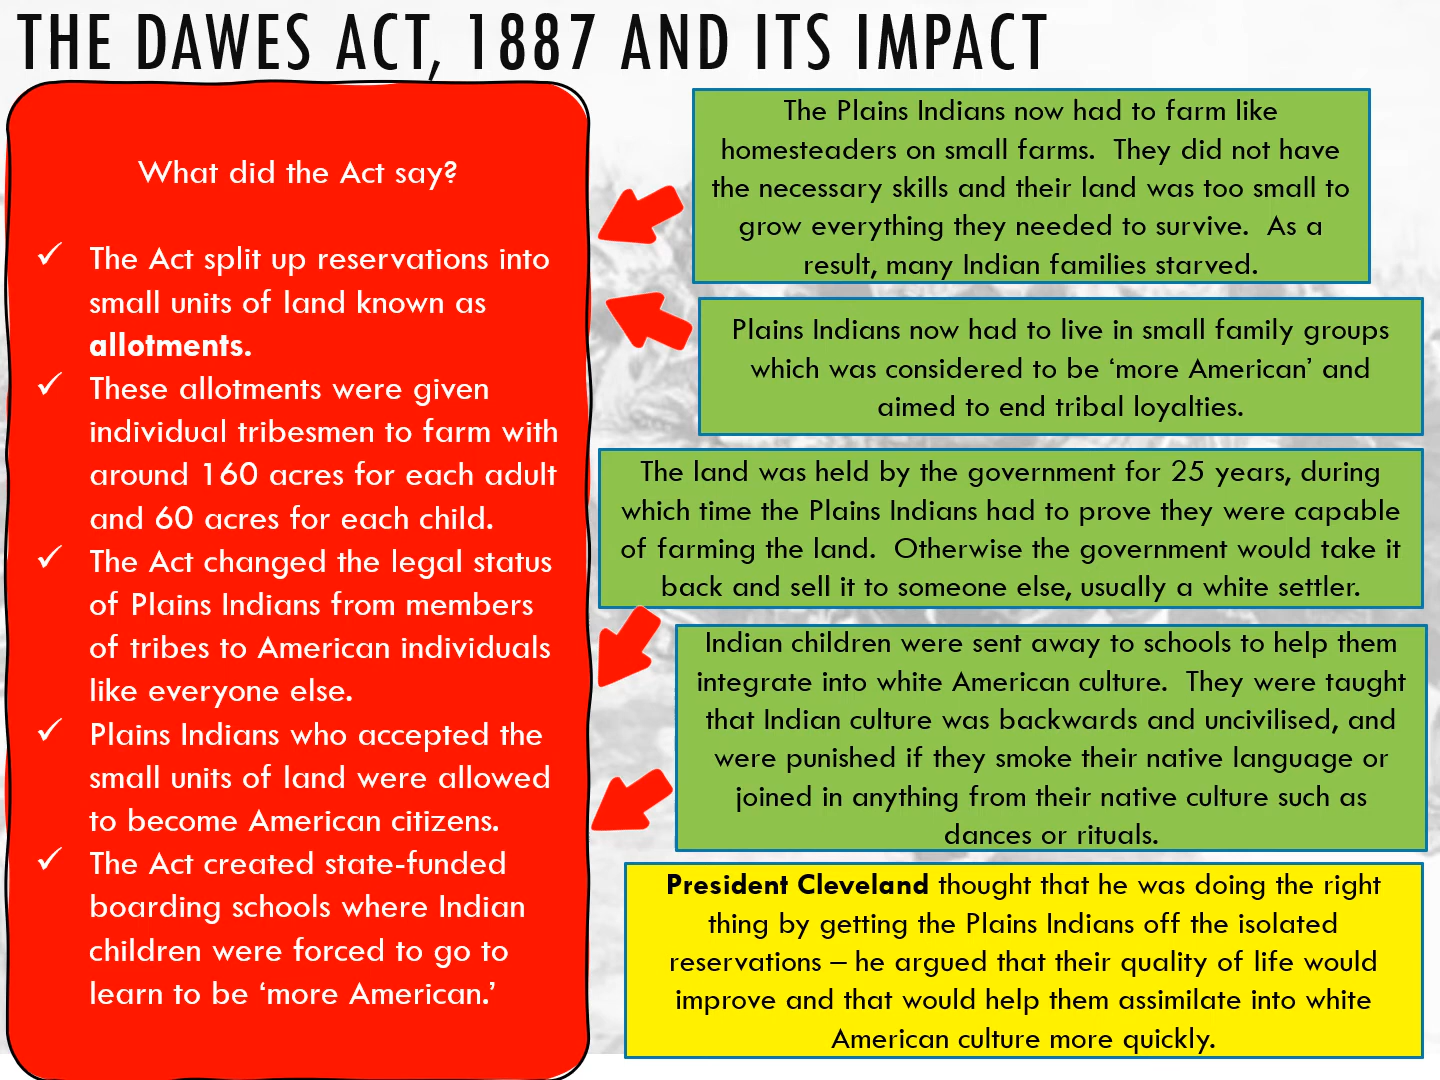 THE DAWES ACT, 1887 AND ITS IMPACT
What did the Act say?
✓ The Act split up reservations into
small units of land known as
allotments.
✓ These allotments were given
individual tribesmen to farm with
around 160 acres for each adult
and 60 acres for each child.
✓ The Act changed the legal status
of Plains Indians from members
of tribes to American individuals
like everyone else.
✓ Plains Indians who accepted the
small units of land were allowed
to become American citizens.
✓ The Act created state-funded
boarding schools where Indian
children were forced to go to
learn to be ‘more American.’
The Plains Indians now had to farm like
homesteaders on small farms. They did not have
the necessary skills and their land was too small to
grow everything they needed to survive. As a
result, many Indian families starved.
Plains Indians now had to live in small family groups
which was considered to be ‘more American’ and
aimed to end tribal loyalties.
The land was held by the government for 25 years, during
which time the Plains Indians had to prove they were capable
of farming the land. Otherwise the government would take it
back and sell it to someone else, usually a white settler.
Indian children were sent away to schools to help them
integrate into white American culture. They were taught
that Indian culture was backwards and uncivilised, and
were punished if they smoke their native language or
joined in anything from their native culture such as
dances or rituals.
President Cleveland thought that he was doing the right
thing by getting the Plains Indians off the isolated
reservations – he argued that their quality of life would
improve and that would help them assimilate into white
American culture more quickly.